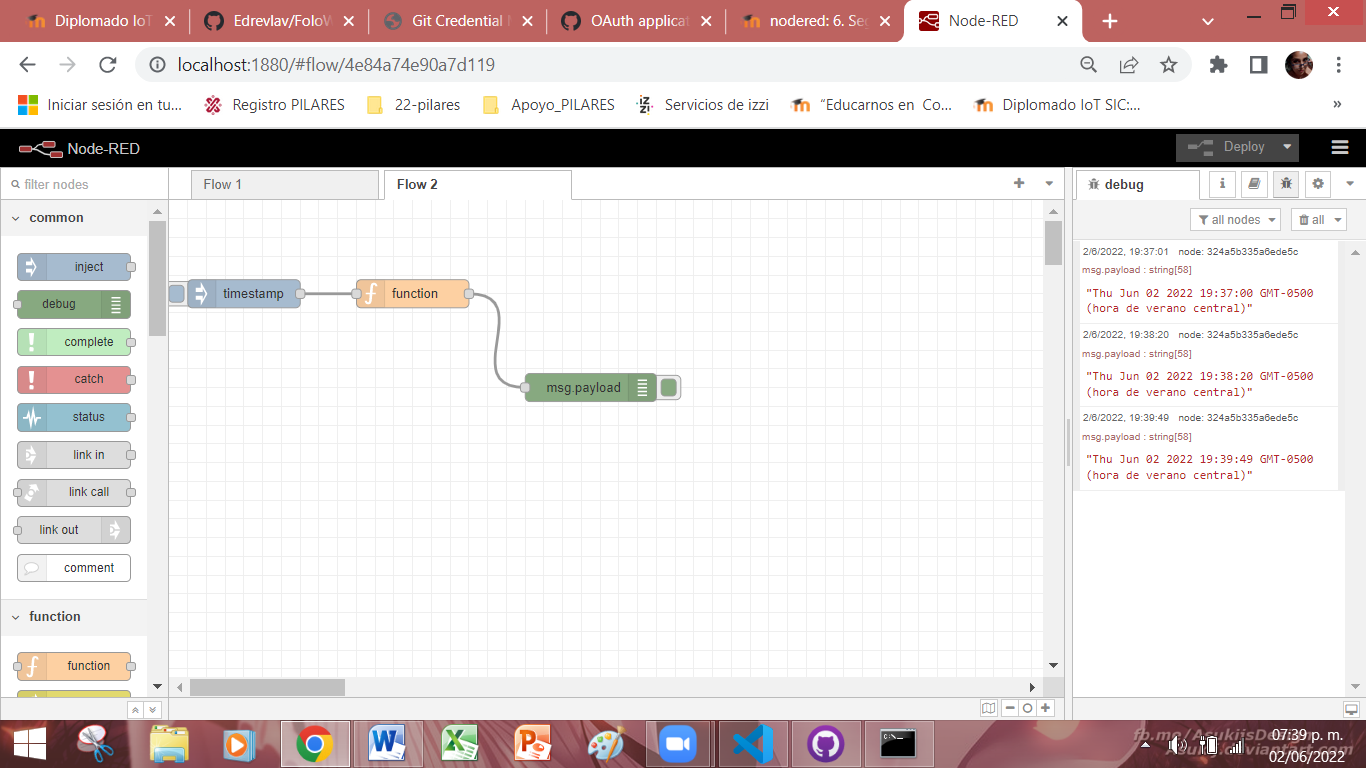 Diplomado IoT
Edrevlav/FoloW
Git Credential
OAuth applicat
nodered: 6. Se
Node-RED
localhost:1880/#flow/4e84a74e90a7d119
Iniciar sesión en tu...
Registro PILARES
22-pilares
Apoyo_PILARES
izzi
Servicios de izzi
“Educarnos en Co...
Diplomado IoT SIC:...
»
Node-RED
Deploy
filter nodes
Flow 1
Flow 2
debug
all nodes
all
common
inject
debug
complete
catch
status
link in
link call
link out
comment
function
function
timestamp
function
msg.payload
2/6/2022, 19:37:01 node: 324a5b335a6ede5c
msg.payload : string[58]
"Thu Jun 02 2022 19:37:00 GMT-0500
(hora de verano central)"
2/6/2022, 19:38:20 node: 324a5b335a6ede5c
msg.payload : string[58]
"Thu Jun 02 2022 19:38:20 GMT-0500
(hora de verano central)"
2/6/2022, 19:39:49 node: 324a5b335a6ede5c
msg.payload : string[58]
"Thu Jun 02 2022 19:39:49 GMT-0500
(hora de verano central)"
07:39 p. m.
02/06/2022